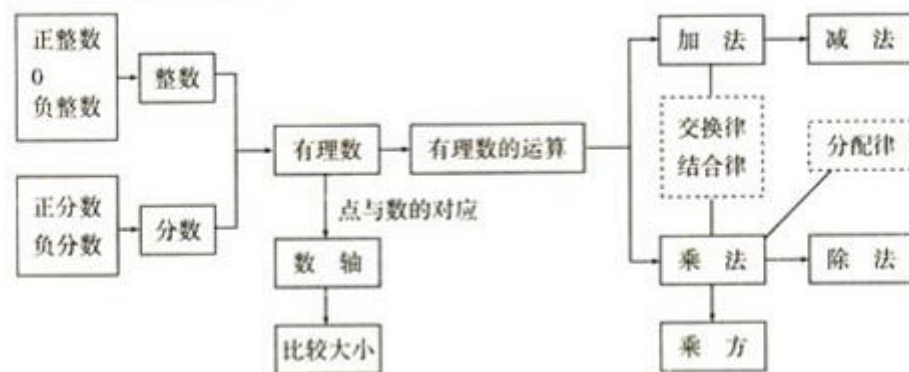 正整数
0
负整数
整数
正分数
负分数
分数
有理数
点与数的对应
数 轴
比较大小
有理数的运算
加 法
减 法
交换律
结合律
分配律
乘 法
除 法
乘 方